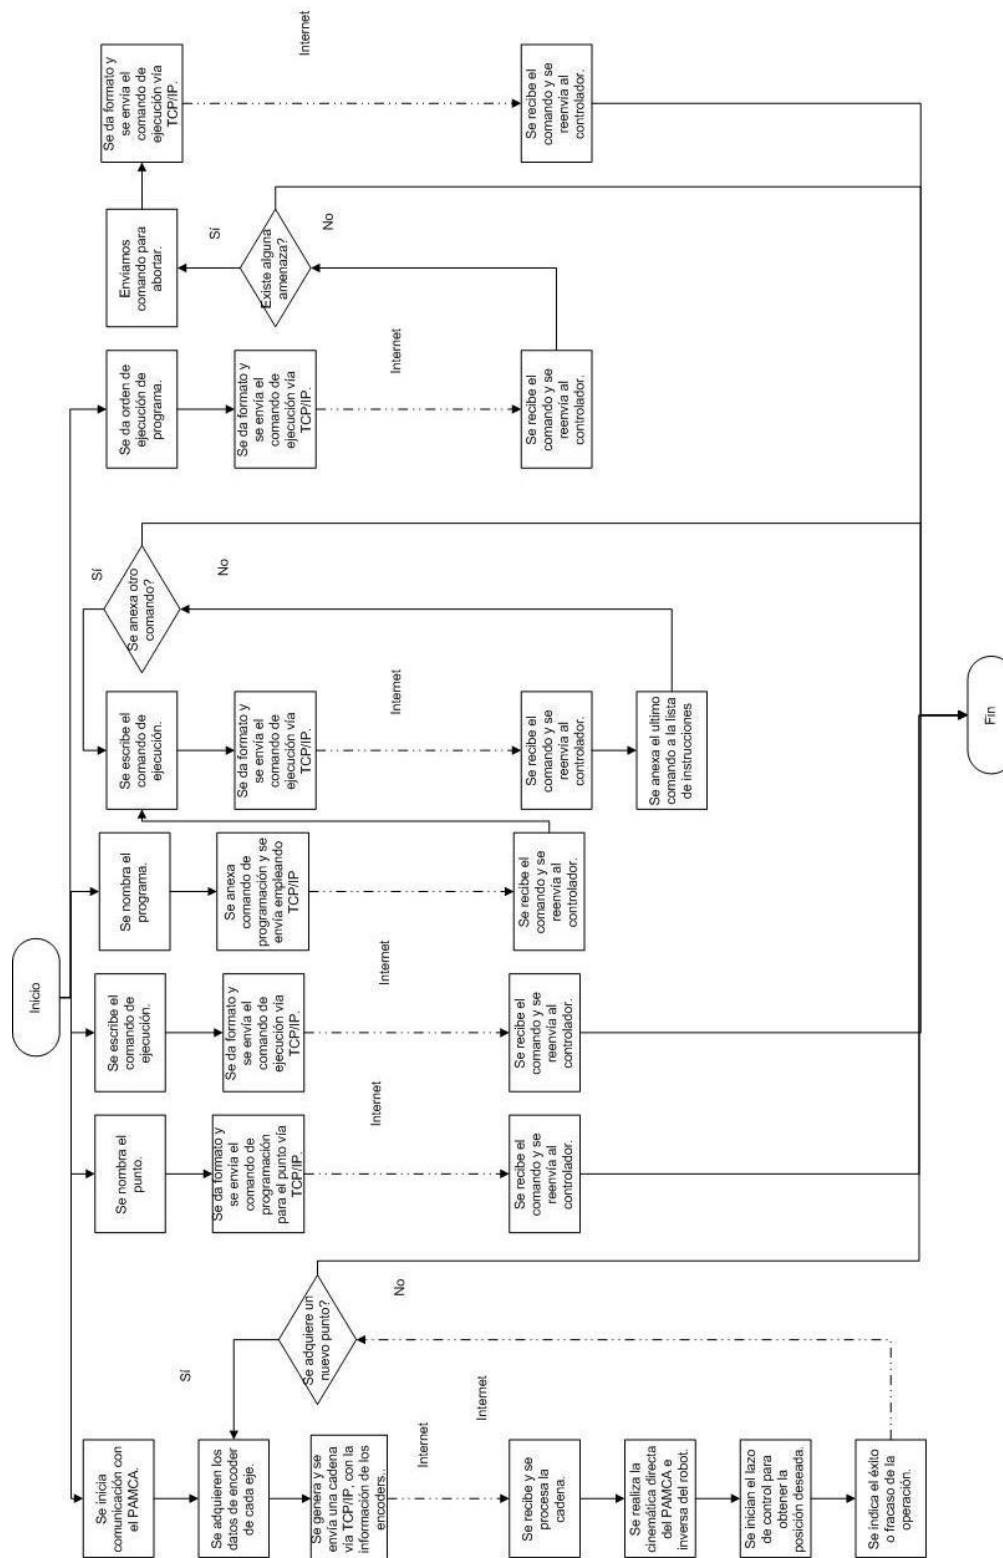 Inicio
Se inicia
comunicación con
el PAMCA.
Se adquieren los
datos de encoder
de cada eje.
Se genera y se
envía una cadena
vía TCP/IP. con la
información de los
encoders..
Internet
Internet
Se recibe y se
procesa la
cadena.
Se realiza la
cinemática directa
del PAMCA e
inversa del robot.
Se inician el lazo
de control para
obtener la
posición deseada.
Se indica el éxito
o fracaso de la
operación.
Se adquiere un
nuevo punto?
Sí
No
Se nombra el
punto.
Se da formato y
se envía el
comando de
programación
para el punto vía
TCP/IP.
Internet
Se recibe el
comando y se
reenvía al
controlador.
Se escribe el
comando de
ejecución.
Se da formato y
se envía el
comando de
ejecución vía
TCP/IP.
Internet
Se recibe el
comando y se
reenvía al
controlador.
Se nombra el
programa.
Se anexa
comando de
programación y se
envía empleando
TCP/IP
Se recibe el
comando y se
reenvía al
controlador.
Se escribe el
comando de
ejecución.
Se da formato y
se envía el
comando de
ejecución vía
TCP/IP.
Internet
Se recibe el
comando y se
reenvía al
controlador.
Se anexa el ultimo
comando a la lista
de instrucciones
Se anexa otro
comando?
Sí
No
Se da orden de
ejecución de
programa.
Se da formato y
se envía el
comando de
ejecución vía
TCP/IP.
Internet
Se recibe el
comando y se
reenvía al
controlador.
Existe alguna
amenaza?
Sí
No
Enviamos
comando para
abortar.
Se da formato y
se envía el
comando de
ejecución vía
TCP/IP.
Internet
Se recibe el
comando y se
reenvía al
controlador.
Fin